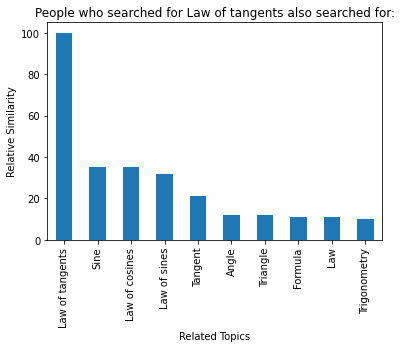 People who searched for Law of tangents also searched for:
100
80
60
40
20
0
Relative Similarity
Law of tangents
Sine
Law of cosines
Law of sines
Tangent
Angle
Triangle
Formula
Law
Trigonometry
Related Topics